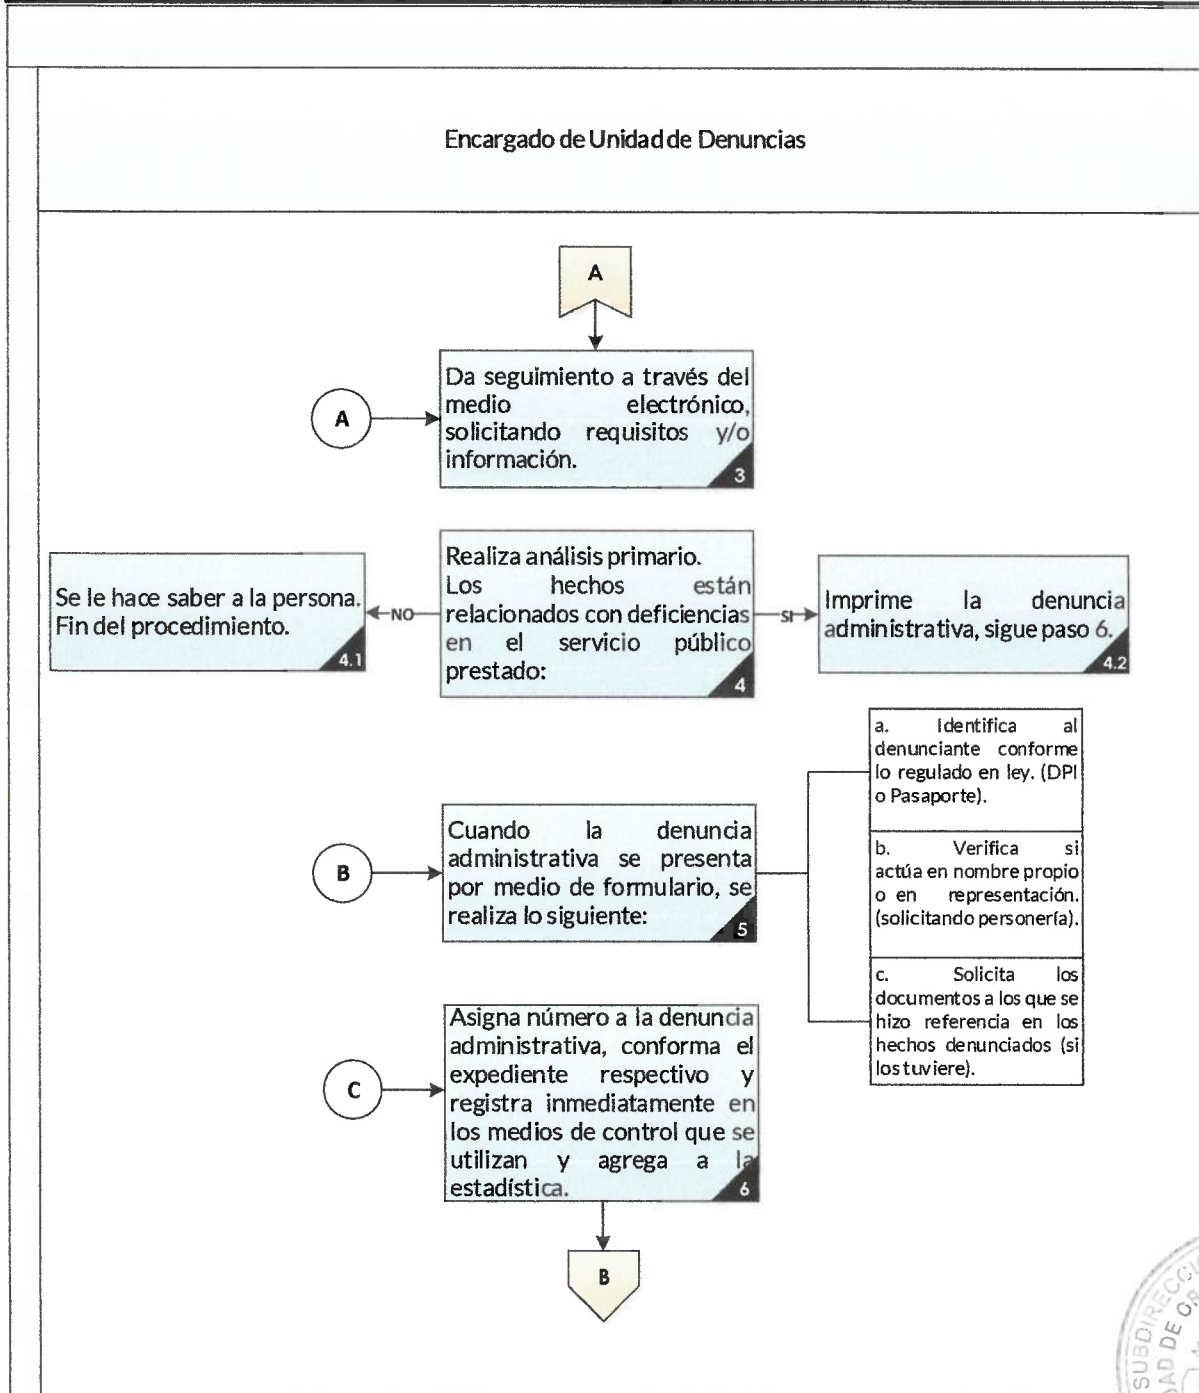 Encargado de Unidad de Denuncias
A
Da seguimiento a través del
medio electrónico,
solicitando requisitos y/o
información.
3
A
Realiza análisis primario.
Los hechos están
relacionados con deficiencias
en el servicio público
prestado:
4
NO
Se le hace saber a la persona.
Fin del procedimiento.
4.1
SI
Imprime la denuncia
administrativa, sigue paso 6.
4.2
B
Cuando la denuncia
administrativa se presenta
por medio de formulario, se
realiza lo siguiente:
5
a. Identifica al
denunciante conforme
lo regulado en ley. (DPI
o Pasaporte).
b. Verifica si
actúa en nombre propio
o en representación.
(solicitando personería).
c. Solicita los
documentos a los que se
hizo referencia en los
hechos denunciados (si
los tuviere).
C
Asigna número a la denuncia
administrativa, conforma el
expediente respectivo y
registra inmediatamente en
los medios de control que se
utilizan y agrega a la
estadística.
6
B